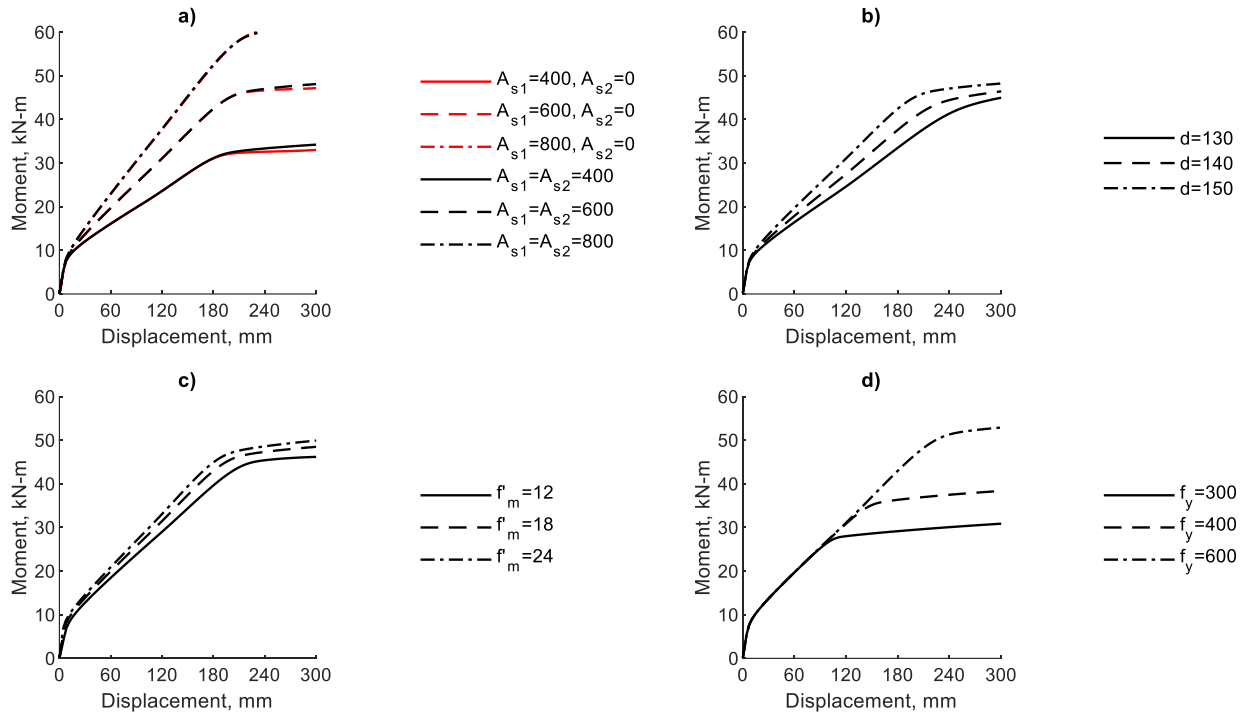 a)
60
50
40
30
20
10
0
Moment, kN-m
0 60 120 180 240 300
Displacement, mm
A_s1=400, A_s2=0
A_s1=600, A_s2=0
A_s1=800, A_s2=0
A_s1=A_s2=400
A_s1=A_s2=600
A_s1=A_s2=800
b)
60
50
40
30
20
10
0
Moment, kN-m
0 60 120 180 240 300
Displacement, mm
d=130
d=140
d=150
c)
60
50
40
30
20
10
0
Moment, kN-m
0 60 120 180 240 300
Displacement, mm
f'_m=12
f'_m=18
f'_m=24
d)
60
50
40
30
20
10
0
Moment, kN-m
0 60 120 180 240 300
Displacement, mm
f_y=300
f_y=400
f_y=600